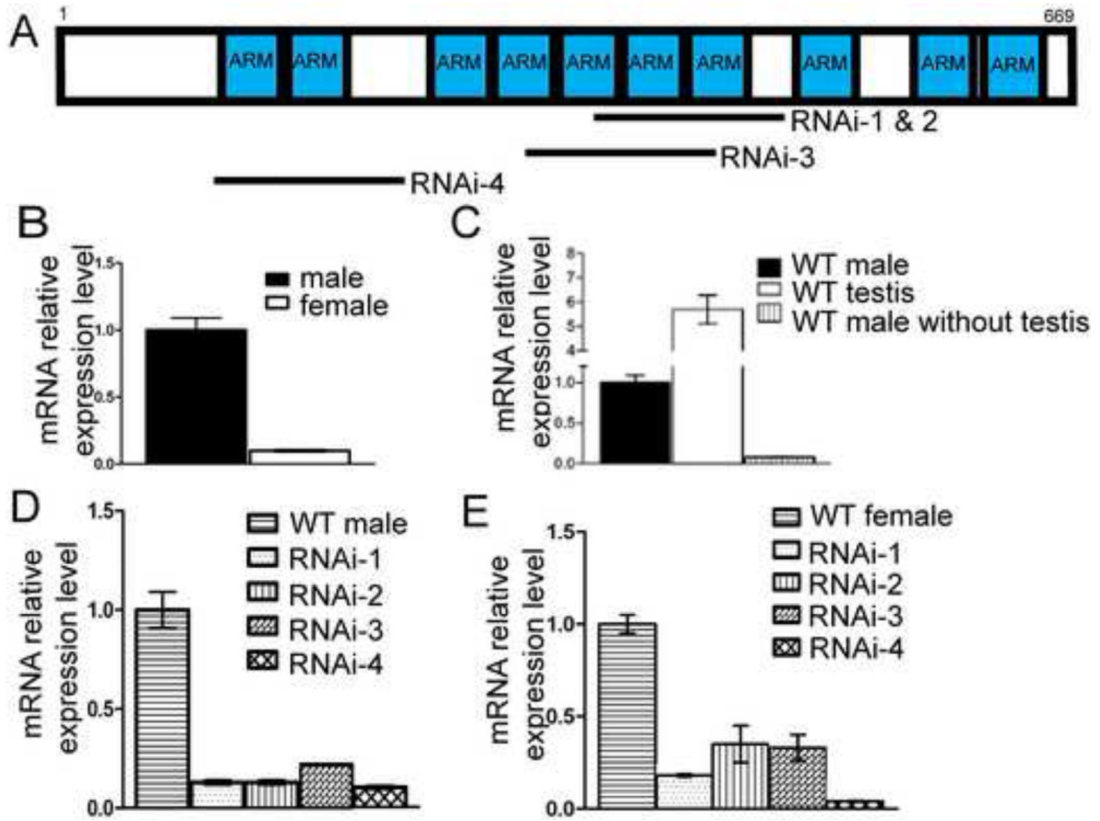 A
1
669
ARM ARM ARM ARM ARM ARM ARM ARM ARM ARM
RNAi-1 & 2
RNAi-3
RNAi-4
B
mRNA relative
expression level
1.5
1.0
0.5
0.0
male
female
C
mRNA relative
expression level
8
7
6
5
4
1.0
0.5
0.0
WT male
WT testis
WT male without testis
D
mRNA relative
expression level
1.5
1.0
0.5
0.0
WT male
RNAi-1
RNAi-2
RNAi-3
RNAi-4
E
mRNA relative
expression level
1.5
1.0
0.5
0.0
WT female
RNAi-1
RNAi-2
RNAi-3
RNAi-4